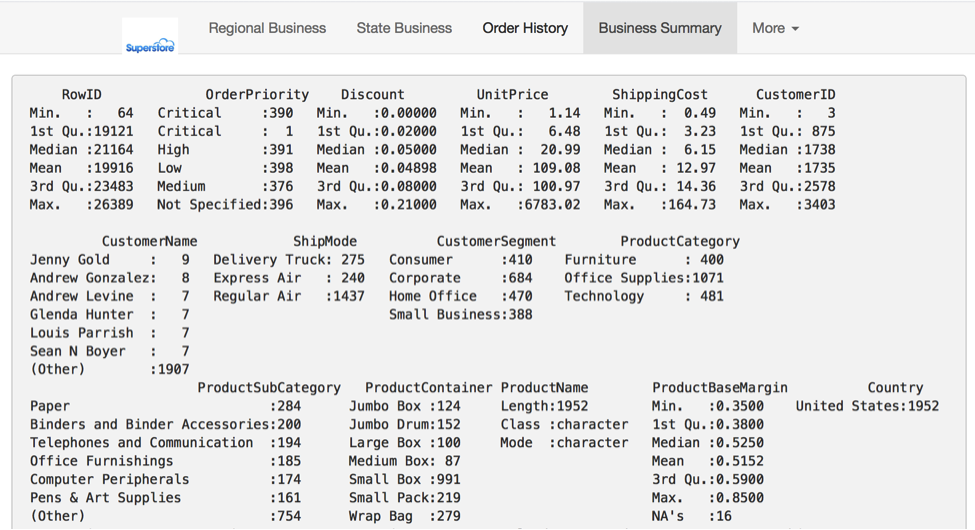 Superstore Regional Business State Business Order History Business Summary More
RowID OrderPriority Discount UnitPrice ShippingCost CustomerID
Min. : 64 Critical :390 Min. :0.00000 Min. : 1.14 Min. : 0.49 Min. : 3
1st Qu.:19121 Critical : 1 1st Qu.:0.02000 1st Qu.: 6.48 1st Qu.: 3.23 1st Qu.: 875
Median :21164 High :391 Median :0.05000 Median : 20.99 Median : 6.15 Median :1738
Mean :19916 Low :398 Mean :0.04898 Mean : 109.08 Mean : 12.97 Mean :1735
3rd Qu.:23483 Medium :376 3rd Qu.:0.08000 3rd Qu.: 100.97 3rd Qu.: 14.36 3rd Qu.:2578
Max. :26389 Not Specified:396 Max. :0.21000 Max. :6783.02 Max. :164.73 Max. :3403
CustomerName ShipMode CustomerSegment ProductCategory
Jenny Gold : 9 Delivery Truck: 275 Consumer :410 Furniture : 400
Andrew Gonzalez: 8 Express Air : 240 Corporate :684 Office Supplies:1071
Andrew Levine : 7 Regular Air :1437 Home Office :470 Technology : 481
Glenda Hunter : 7 Small Business:388
Louis Parrish : 7
Sean N Boyer : 7
(Other) :1907
ProductSubCategory ProductContainer ProductName ProductBaseMargin Country
Paper :284 Jumbo Box :124 Length:1952 Min. :0.3500 United States:1952
Binders and Binder Accessories:200 Jumbo Drum:152 Class :character 1st Qu.:0.3800
Telephones and Communication :194 Large Box :100 Mode :character Median :0.5250
Office Furnishings :185 Medium Box: 87 Mean :0.5152
Computer Peripherals :174 Small Box :991 3rd Qu.:0.5900
Pens & Art Supplies :161 Small Pack:219 Max. :0.8500
(Other) :754 Wrap Bag :279 NA's :16